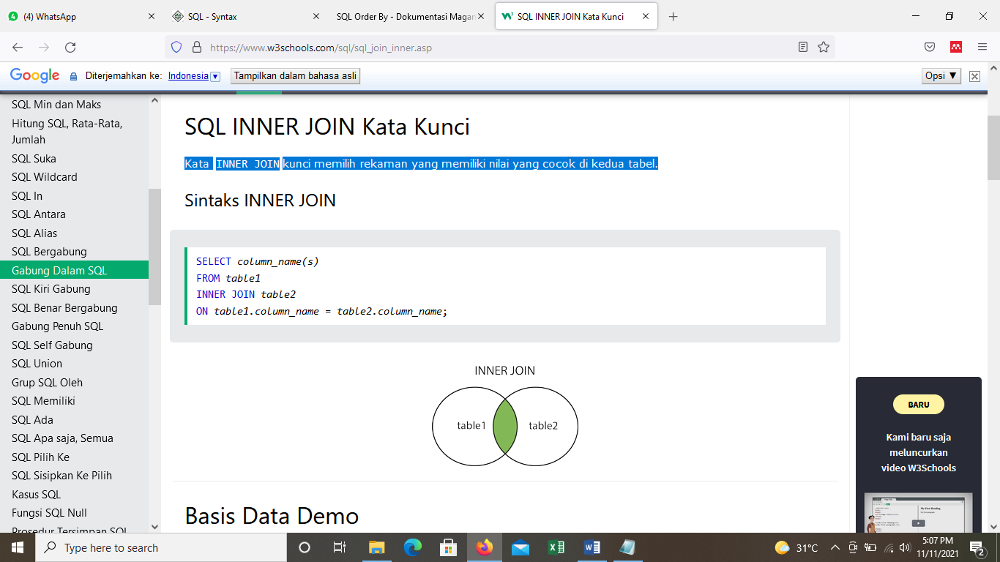 (4) WhatsApp
SQL - Syntax
SQL Order By - Dokumentasi Magan
SQL INNER JOIN Kata Kunci
https://www.w3schools.com/sql/sql_join_inner.asp
Google
Diterjemahkan ke: Indonesia ▼
Tampilkan dalam bahasa asli
Opsi ▼
SQL Min dan Maks
Hitung SQL, Rata-Rata,
Jumlah
SQL Suka
SQL Wildcard
SQL In
SQL Antara
SQL Alias
SQL Bergabung
Gabung Dalam SQL
SQL Kiri Gabung
SQL Benar Bergabung
Gabung Penuh SQL
SQL Self Gabung
SQL Union
Grup SQL Oleh
SQL Memiliki
SQL Ada
SQL Apa saja, Semua
SQL Pilih Ke
SQL Sisipkan Ke Pilih
Kasus SQL
Fungsi SQL Null
Prosedur Tersimpan SQL
SQL INNER JOIN Kata Kunci
Kata INNER JOIN kunci memilih rekaman yang memiliki nilai yang cocok di kedua tabel.
Sintaks INNER JOIN
SELECT column_name(s)
FROM table1
INNER JOIN table2
ON table1.column_name = table2.column_name;
INNER JOIN
table1
table2
Basis Data Demo
BARU
Kami baru saja
meluncurkan
video W3Schools
Type here to search
31°C
5:07 PM
11/11/2021
2